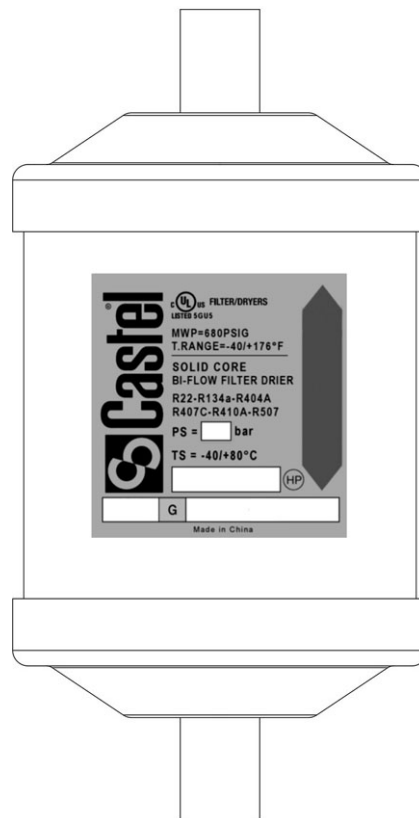 ® Castel
C UL US FILTER/DRYERS
LISTED 5GU5
MWP=680PSIG
T.RANGE=-40/+176°F
SOLID CORE
BI-FLOW FILTER DRIER
R22-R134a-R404A
R407C-R410A-R507
PS = bar
TS = -40/+80°C
HP
G
Made in China